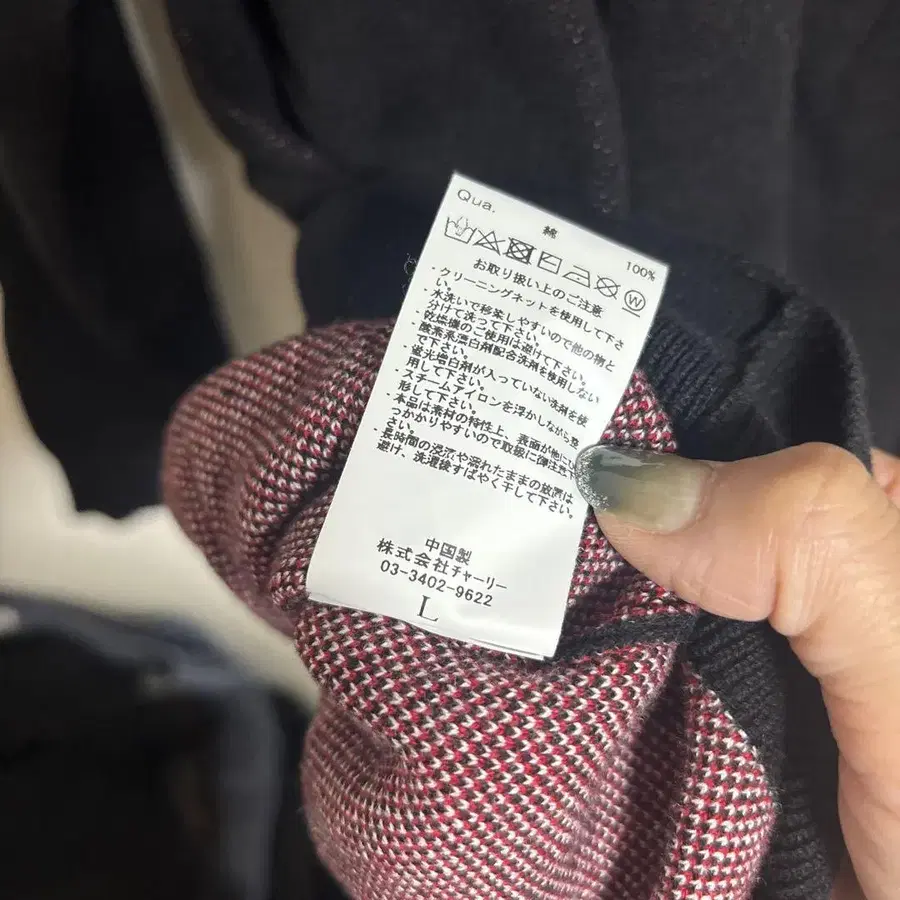 Qua.
綿 100%
お取り扱い上のご注意
・クリーニングネットを使用して下さ
い。
・水洗いで移染しやすいので他の物と
分けて洗って下さい。
・乾燥機のご使用は避けて下さい。
・酸素系漂白剤配合洗剤を使用しない
で下さい。
・蛍光増白剤が入っていない洗剤を使
用して下さい。
・スチームアイロンを浮かしながら整
形して下さい。
・本品は素材の特性上、表面が他に
っかかりやすいので取扱に御注意下
・長時間の浸漬や濡れたままの放置は
避け、洗濯後すばやく干して下さい。
中国製
株式会社チャーリー
03-3402-9622
L
W